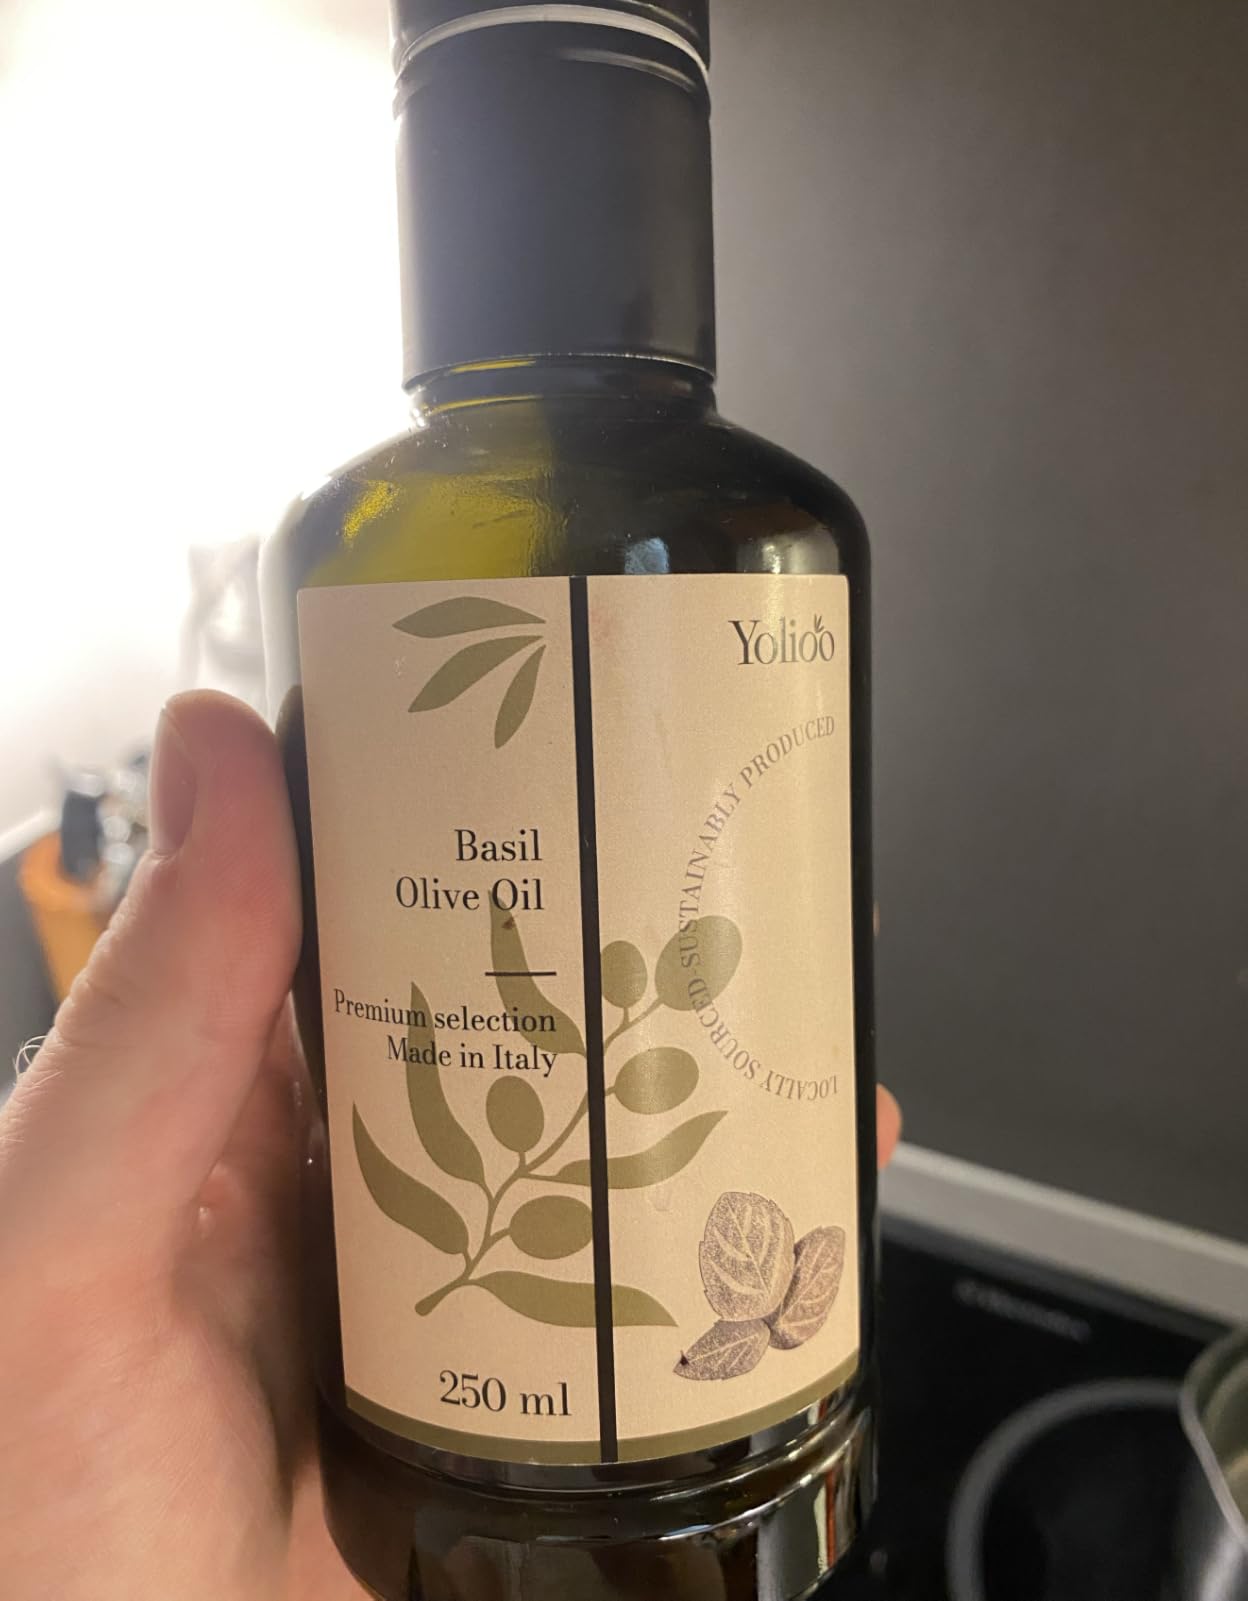 Yolioo
LOCALLY SOURCED-SUSTAINABLY PRODUCED
Basil
Olive Oil
Premium selection
Made in Italy
250 ml